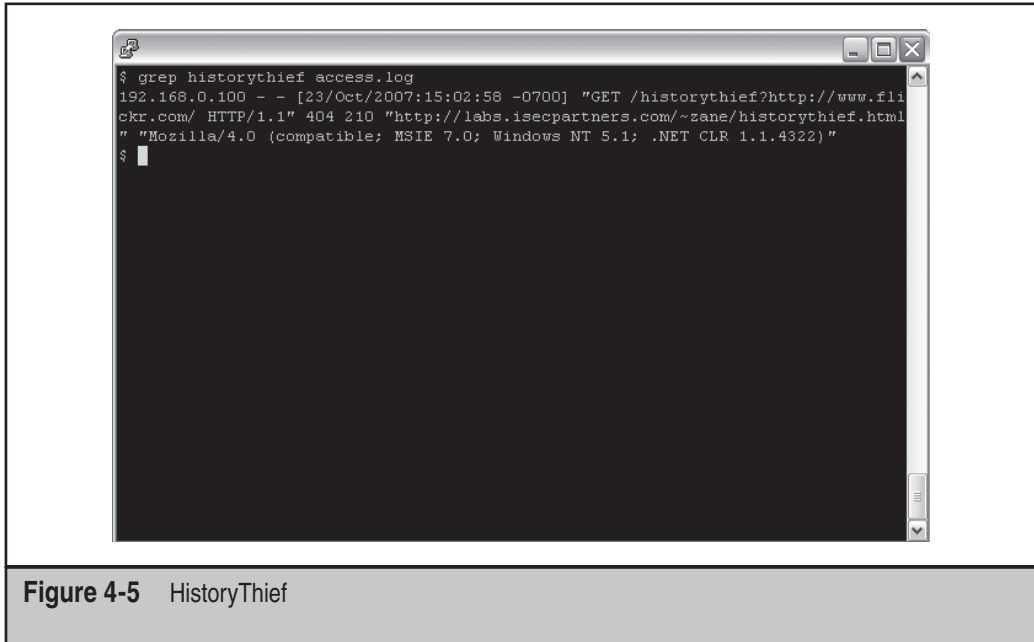 $ grep historythief access.log
192.168.0.100 - - [23/Oct/2007:15:02:58 -0700] "GET /historythief?http://www.fli
ckr.com/ HTTP/1.1" 404 210 "http://labs.isecpartners.com/~zane/historythief.html
" "Mozilla/4.0 (compatible; MSIE 7.0; Windows NT 5.1; .NET CLR 1.1.4322)"
$
Figure 4-5 HistoryThief